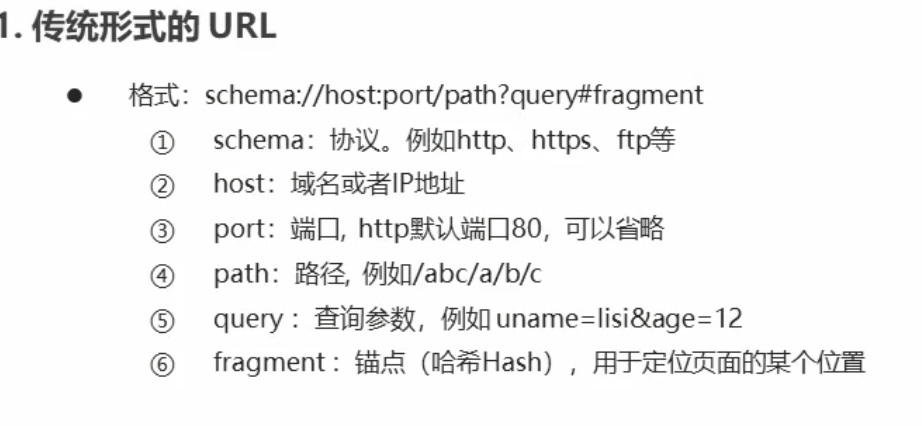 1. 传统形式的 URL
● 格式：schema://host:port/path?query#fragment
① schema：协议。例如http、https、ftp等
② host：域名或者IP地址
③ port：端口, http默认端口80，可以省略
④ path：路径, 例如/abc/a/b/c
⑤ query ：查询参数，例如 uname=lisi&age=12
⑥ fragment ：锚点（哈希Hash），用于定位页面的某个位置